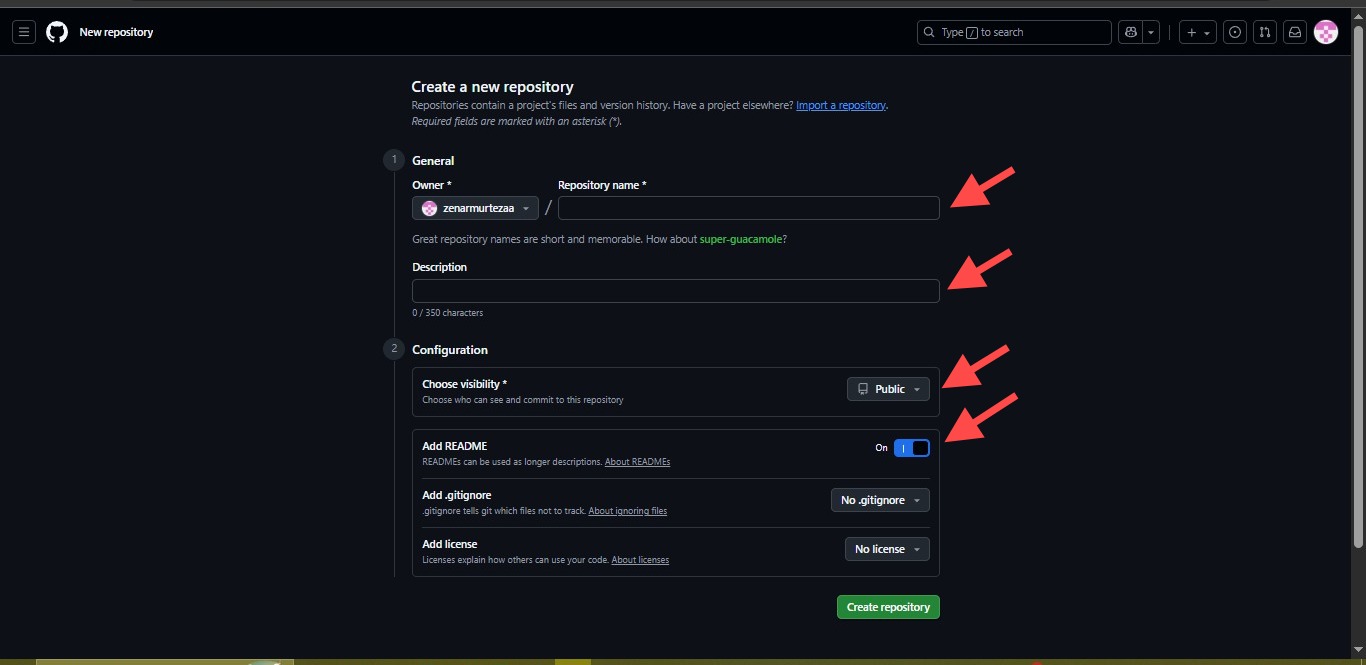 New repository
Type / to search
Create a new repository
Repositories contain a project's files and version history. Have a project elsewhere? Import a repository.
Required fields are marked with an asterisk (*).
1 General
Owner * Repository name *
zenarmurtezaa /
Great repository names are short and memorable. How about super-guacamole?
Description
0 / 350 characters
2 Configuration
Choose visibility *
Choose who can see and commit to this repository
Public
Add README
READMEs can be used as longer descriptions. About READMEs
On
Add .gitignore
.gitignore tells git which files not to track. About ignoring files
No .gitignore
Add license
Licenses explain how others can use your code. About licenses
No license
Create repository